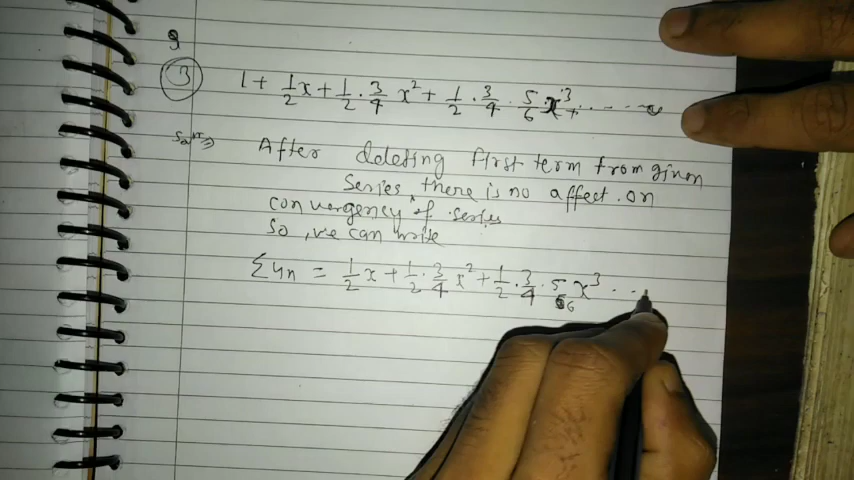 9
3 1 + 1/2 x + 1/2 · 3/4 x² + 1/2 · 3/4 · 5/6 · x³ + ..... ∞
Solⁿ⇒ After deleting first term from given
series there is no affect on
convergency of series
So, we can write
Σun = 1/2 x + 1/2 · 3/4 x² + 1/2 · 3/4 · 5/6 x³ ....